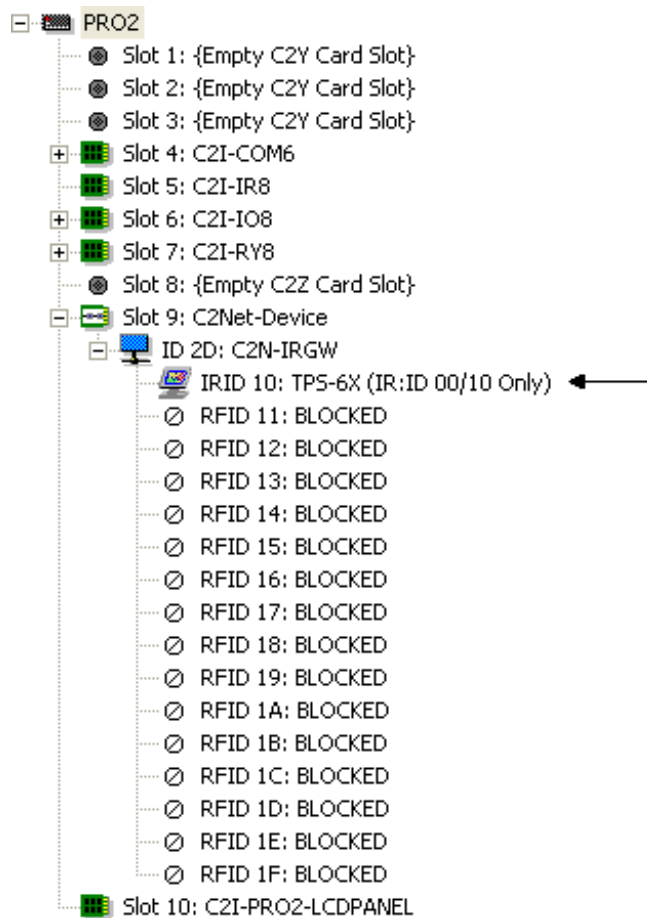 PRO2
Slot 1: {Empty C2Y Card Slot}
Slot 2: {Empty C2Y Card Slot}
Slot 3: {Empty C2Y Card Slot}
Slot 4: C2I-COM6
Slot 5: C2I-IR8
Slot 6: C2I-IO8
Slot 7: C2I-RY8
Slot 8: {Empty C2Z Card Slot}
Slot 9: C2Net-Device
ID 2D: C2N-IRGW
IRID 10: TPS-6X (IR:ID 00/10 Only)
RFID 11: BLOCKED
RFID 12: BLOCKED
RFID 13: BLOCKED
RFID 14: BLOCKED
RFID 15: BLOCKED
RFID 16: BLOCKED
RFID 17: BLOCKED
RFID 18: BLOCKED
RFID 19: BLOCKED
RFID 1A: BLOCKED
RFID 1B: BLOCKED
RFID 1C: BLOCKED
RFID 1D: BLOCKED
RFID 1E: BLOCKED
RFID 1F: BLOCKED
Slot 10: C2I-PRO2-LCDPANEL